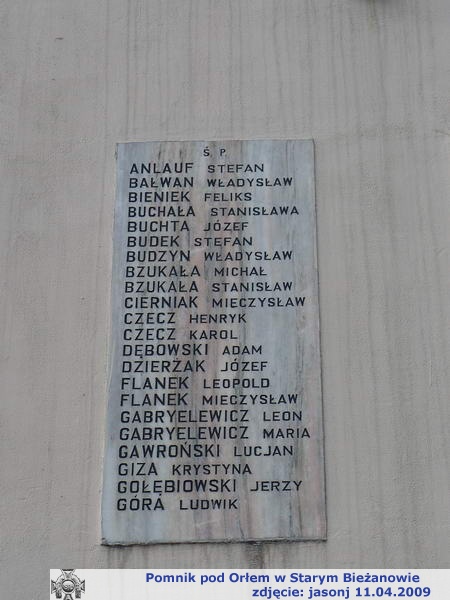 Ś. P.
ANLAUF STEFAN
BAŁWAN WŁADYSŁAW
BIENIEK FELIKS
BUCHAŁA STANISŁAWA
BUCHTA JÓZEF
BUDEK STEFAN
BUDZYN WŁADYSŁAW
BZUKAŁA MICHAŁ
BZUKAŁA STANISŁAW
CIERNIAK MIECZYSŁAW
CZECZ HENRYK
CZECZ KAROL
DĘBOWSKI ADAM
DZIERŻAK JÓZEF
FLANEK LEOPOLD
FLANEK MIECZYSŁAW
GABRYELEWICZ LEON
GABRYELEWICZ MARIA
GAWROŃSKI LUCJAN
GIZA KRYSTYNA
GOŁĘBIOWSKI JERZY
GÓRA LUDWIK
Pomnik pod Orłem w Starym Bieżanowie
zdjęcie: jasonj 11.04.2009